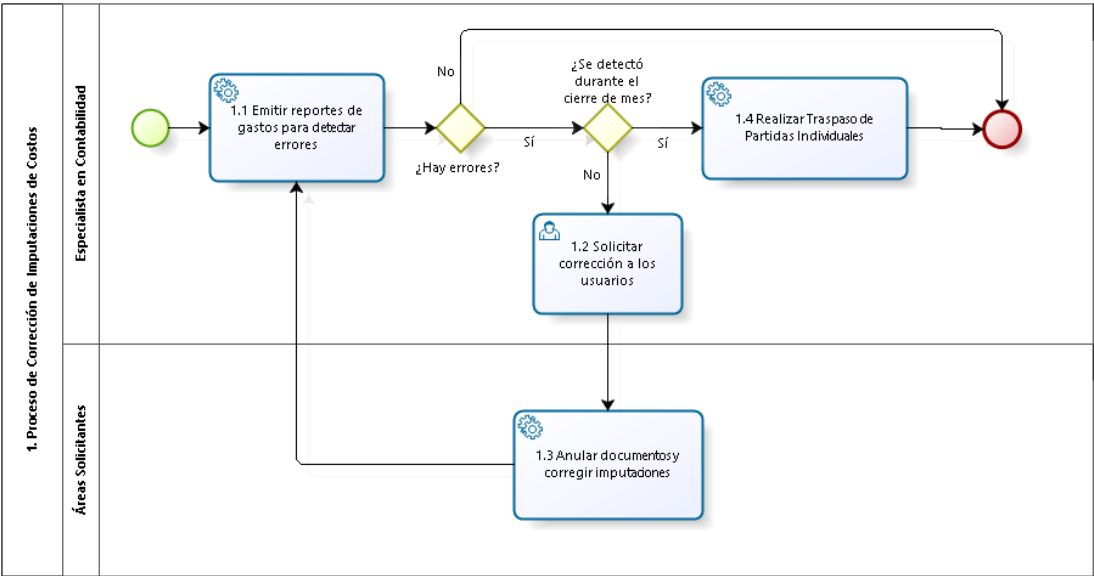 1. Proceso de Corrección de Imputaciones de Costos
Especialista en Contabilidad
1.1 Emitir reportes de
gastos para detectar
errores
No
¿Hay errores?
Sí
¿Se detectó
durante el
cierre de mes?
Sí
No
1.4 Realizar Traspaso de
Partidas Individuales
1.2 Solicitar
corrección a los
usuarios
Áreas Solicitantes
1.3 Anular documentos y
corregir imputaciones